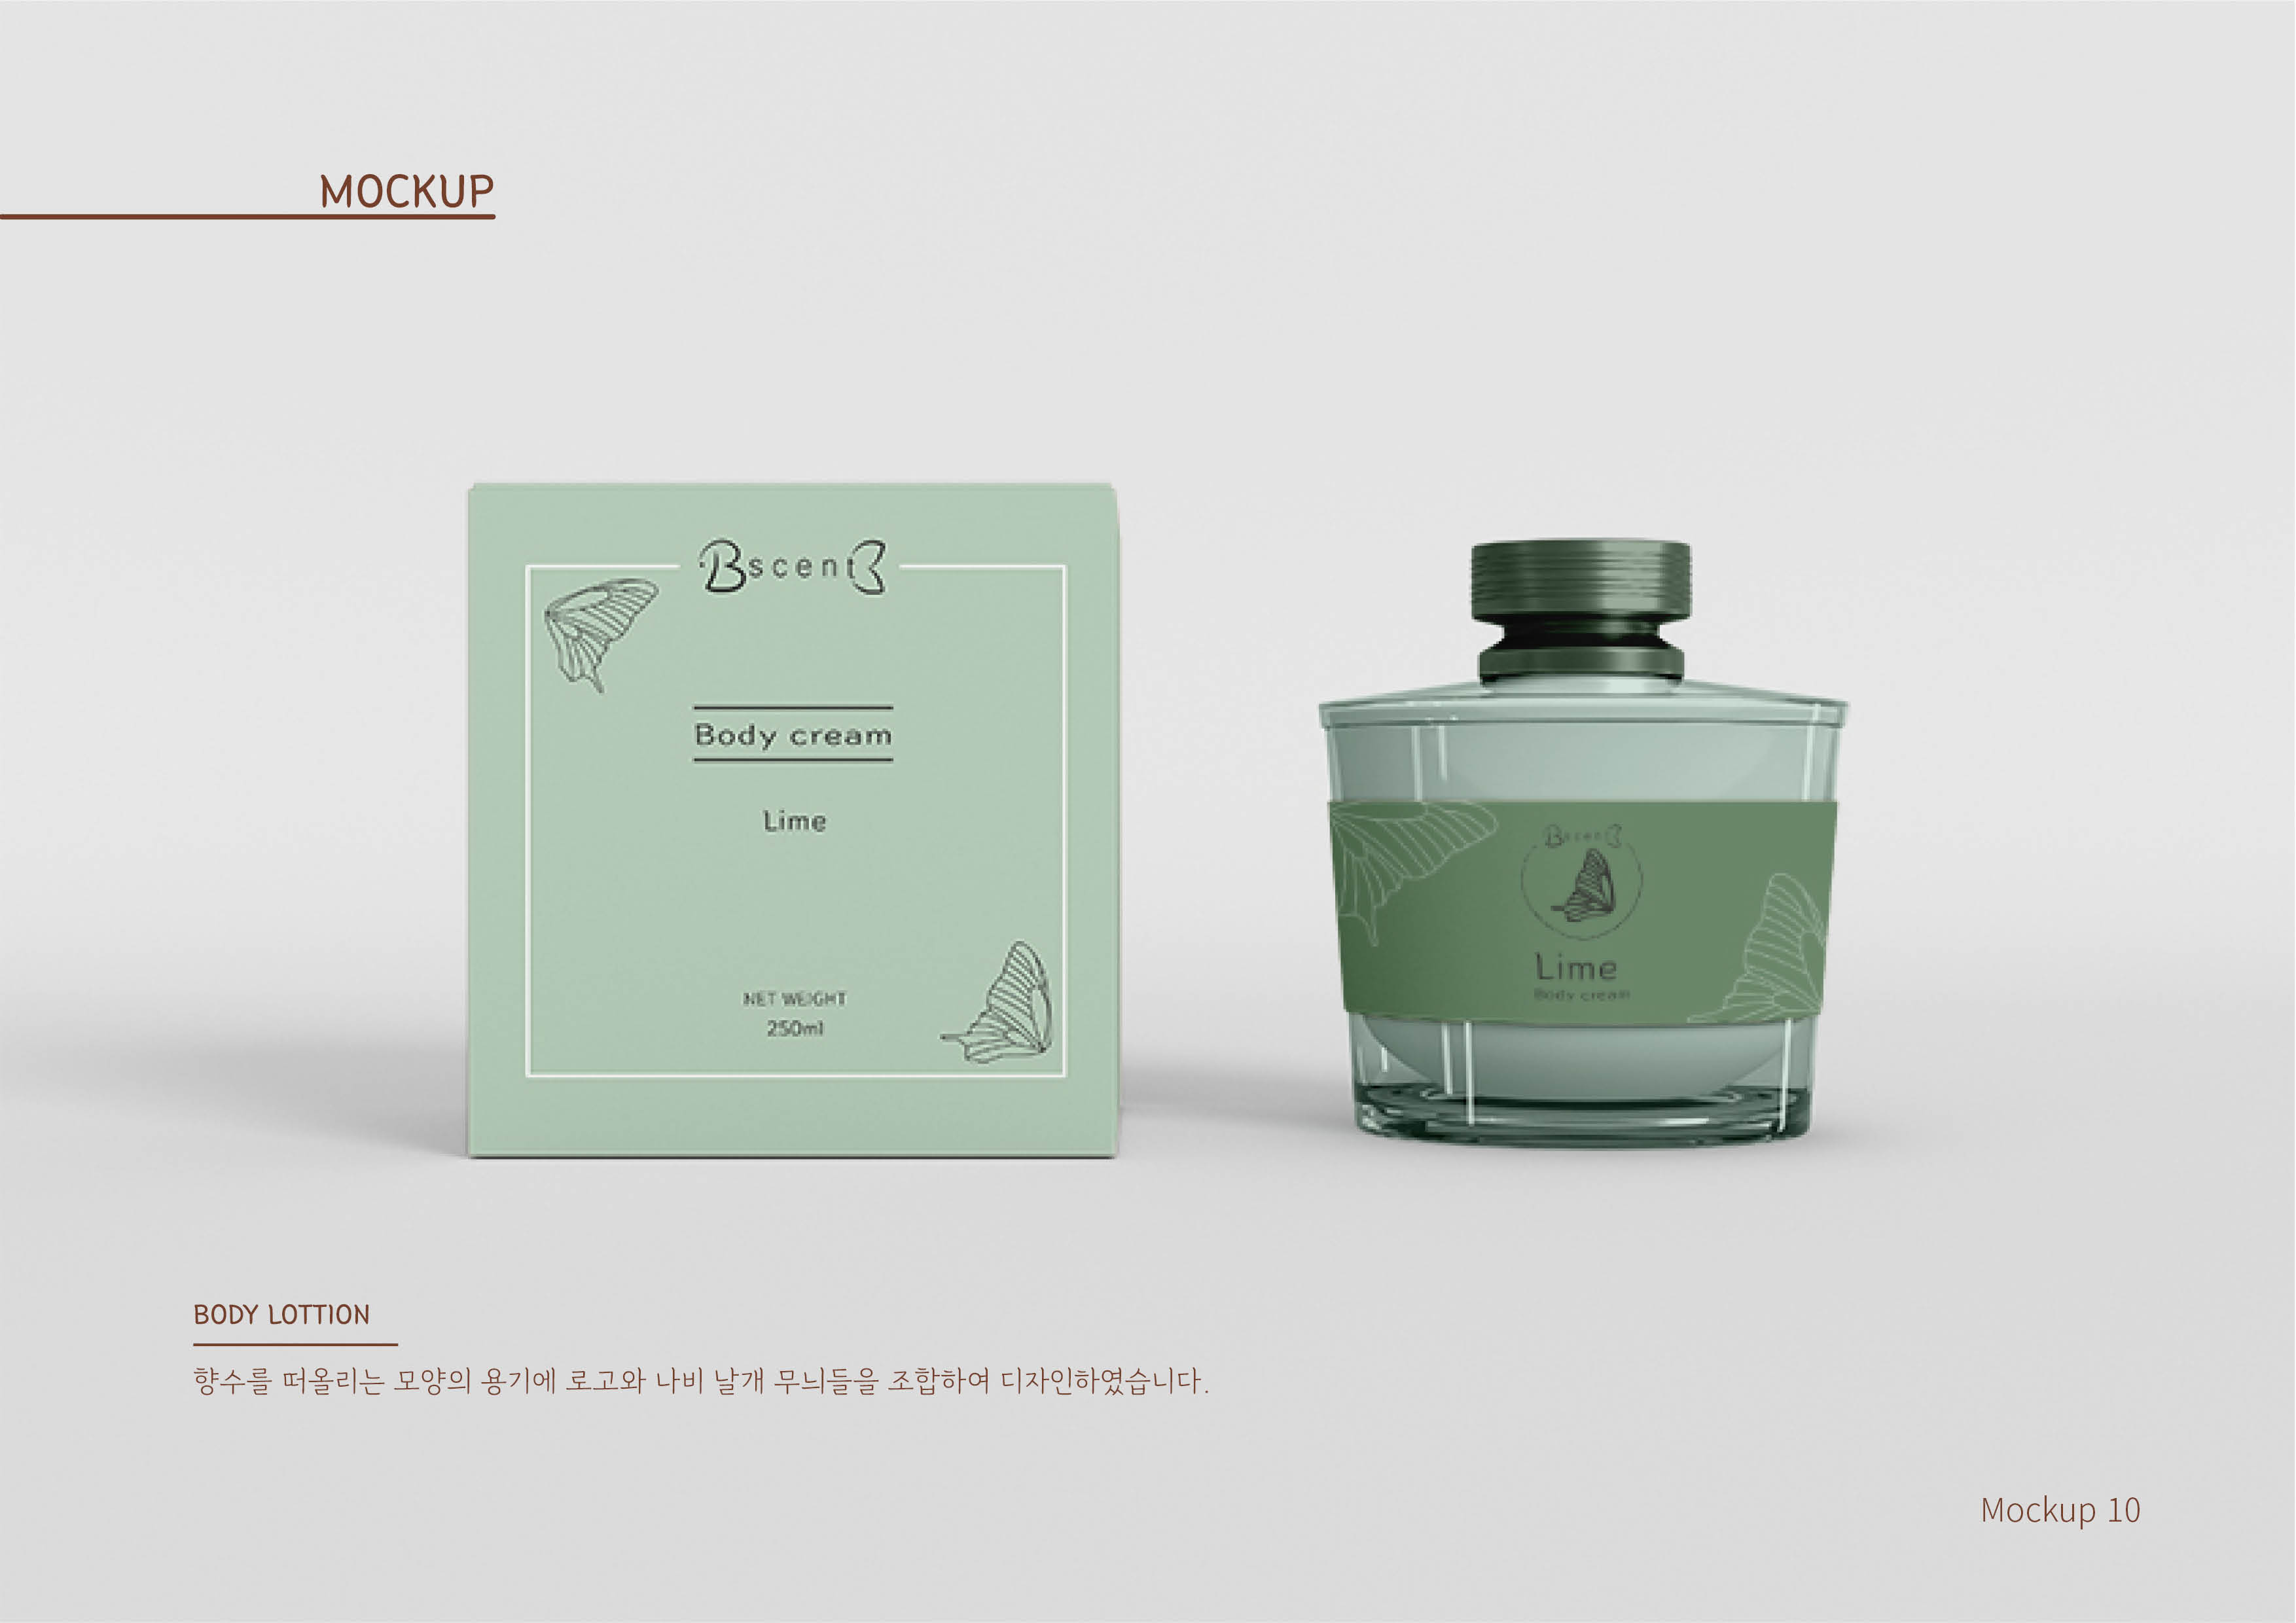 MOCKUP
Bscent
Body cream
Lime
NET WEIGHT
250ml
Bscent
Lime
Body cream
BODY LOTTION
향수를 떠올리는 모양의 용기에 로고와 나비 날개 무늬들을 조합하여 디자인하였습니다.
Mockup 10